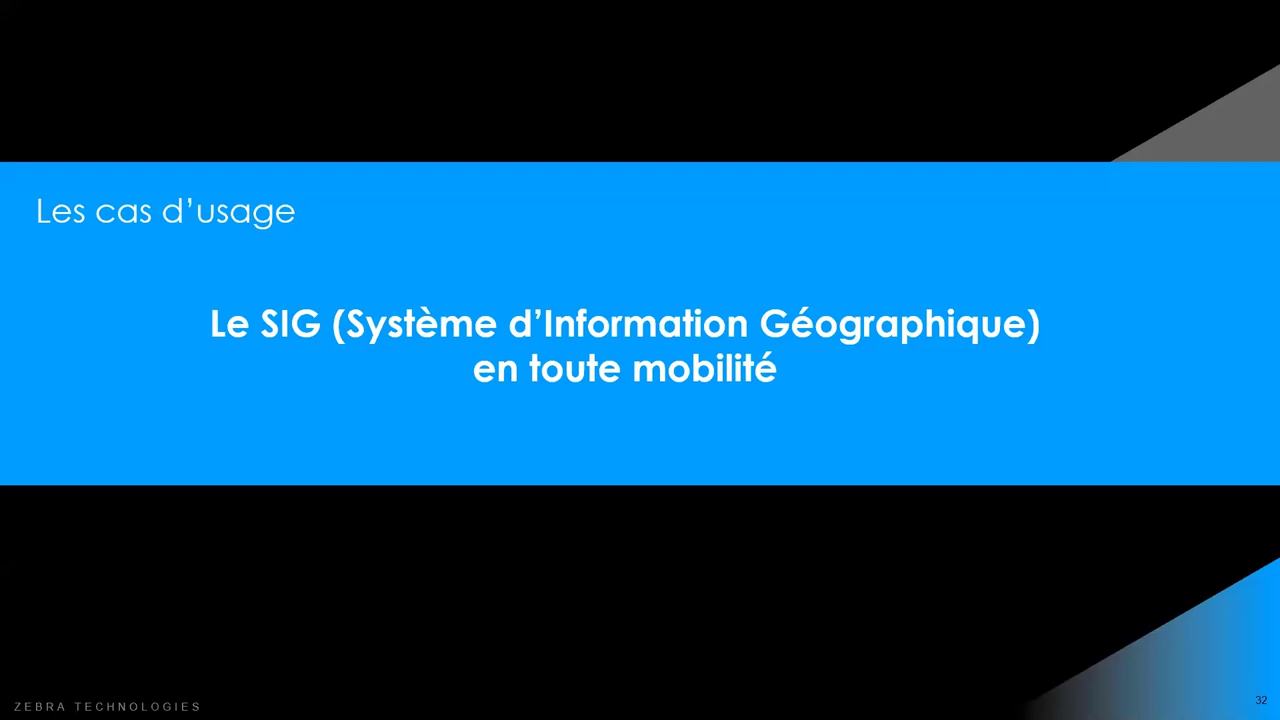 Les cas d’usage
Le SIG (Système d’Information Géographique)
en toute mobilité
ZEBRA TECHNOLOGIES
32